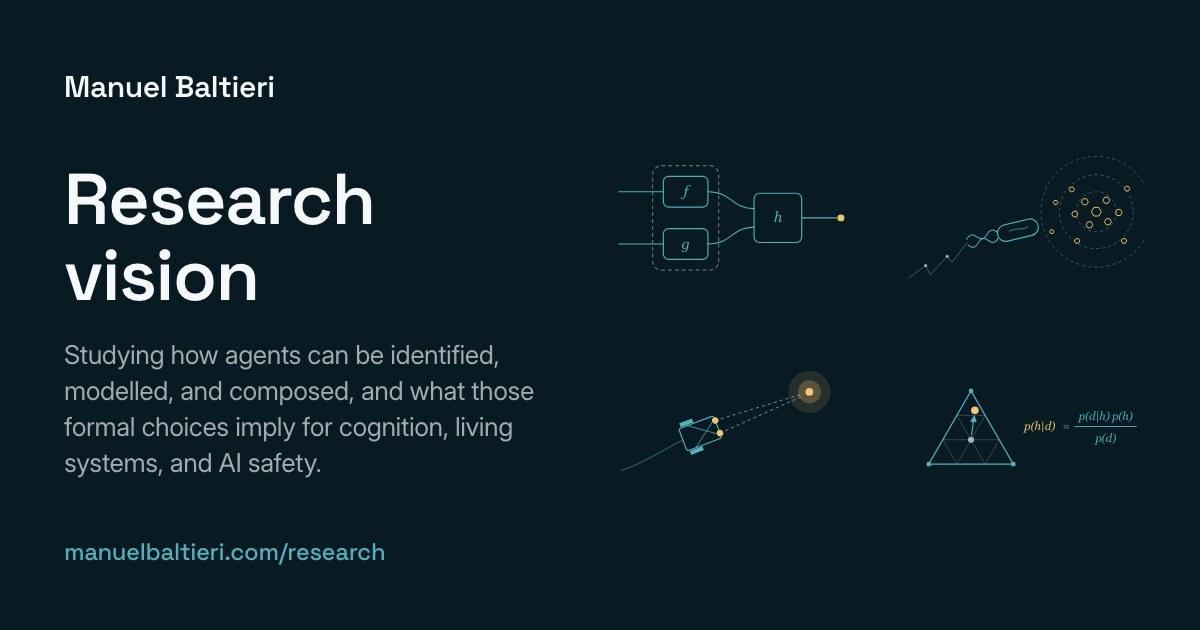 Manuel Baltieri
Research
vision
Studying how agents can be identified,
modelled, and composed, and what those
formal choices imply for cognition, living
systems, and AI safety.
manuelbaltieri.com/research
f
g
h
p(h|d) = p(d|h) p(h)
p(d)